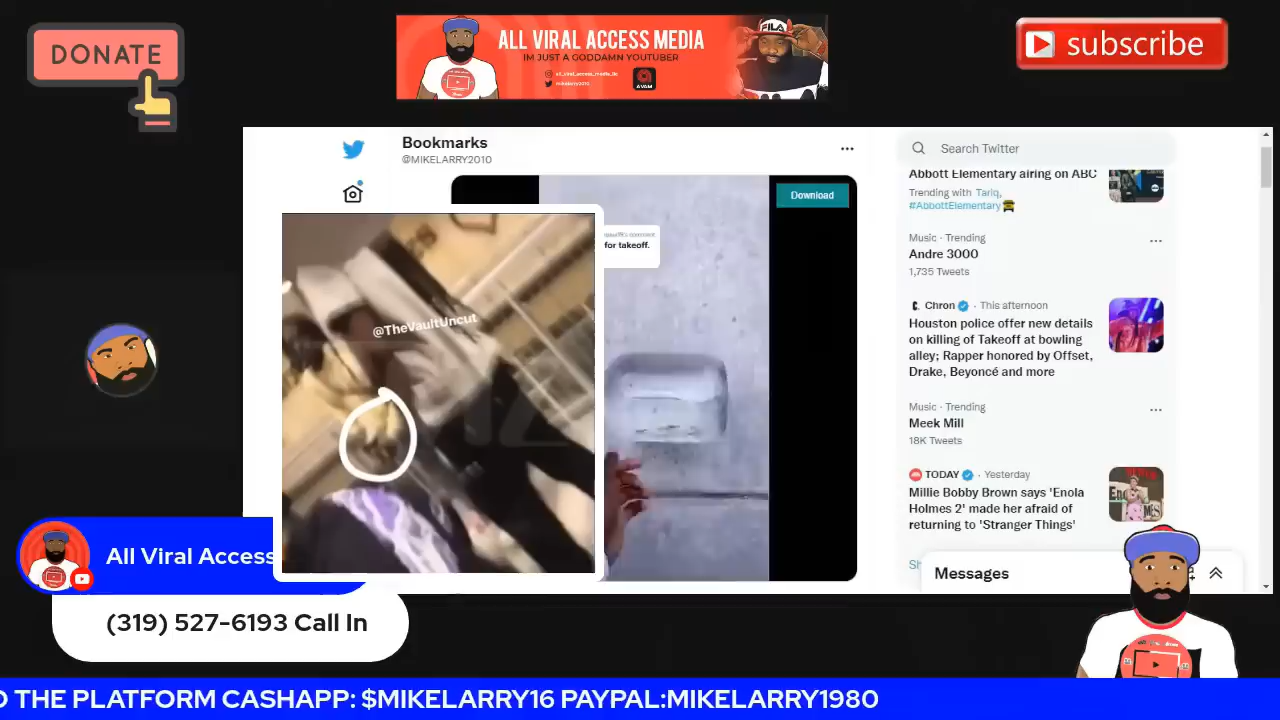 DONATE
ALL VIRAL ACCESS MEDIA
IM JUST A GODDAMN YOUTUBER
all_viral_access_media_llc
mikelarry2010
AVAM
subscribe
Bookmarks
@MIKELARRY2010
Download
for takeoff.
@TheVaultUncut
Search Twitter
Abbott Elementary airing on ABC
Trending with Tariq,
#AbbottElementary
Music · Trending
Andre 3000
1,735 Tweets
Chron · This afternoon
Houston police offer new details
on killing of Takeoff at bowling
alley; Rapper honored by Offset,
Drake, Beyoncé and more
Music · Trending
Meek Mill
18K Tweets
TODAY · Yesterday
Millie Bobby Brown says 'Enola
Holmes 2' made her afraid of
returning to 'Stranger Things'
Sh
Messages
All Viral Access
(319) 527-6193 Call In
O THE PLATFORM CASHAPP: $MIKELARRY16 PAYPAL:MIKELARRY1980